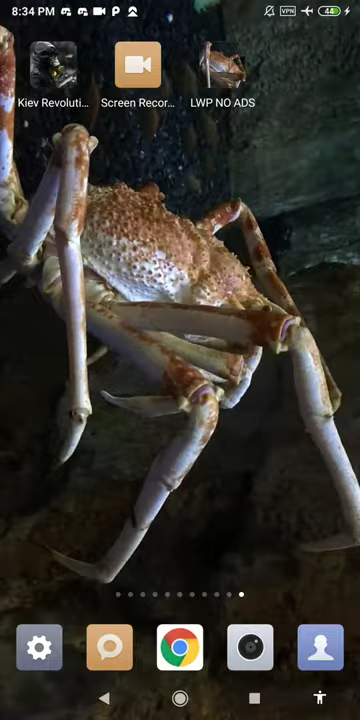 8:34 PM
VPN
44
Kiev Revoluti...
Screen Recor...
LWP NO ADS